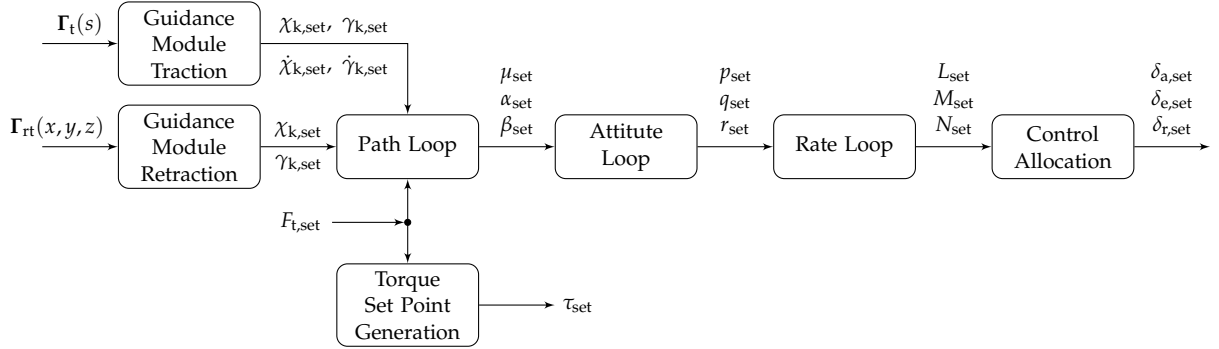 Γt(s)
Guidance
Module
Traction
χk,set, γk,set
χ̇k,set, γ̇k,set
Γrt(x, y, z)
Guidance
Module
Retraction
χk,set
γk,set
Path Loop
μset
αset
βset
Attitute
Loop
pset
qset
rset
Rate Loop
Lset
Mset
Nset
Control
Allocation
δa,set
δe,set
δr,set
Ft,set
Torque
Set Point
Generation
τset